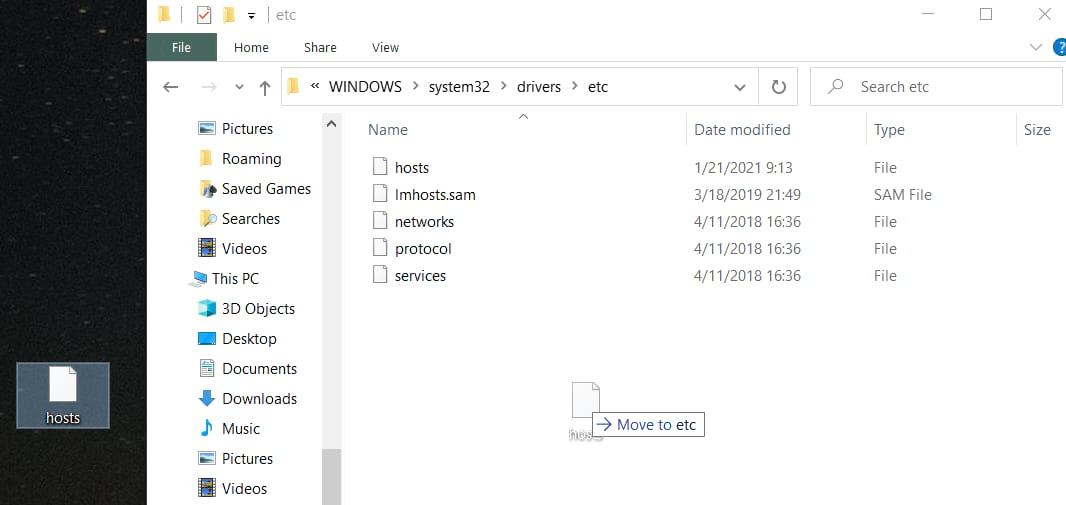 etc
File Home Share View
« WINDOWS > system32 > drivers > etc
Search etc
Name Date modified Type Size
Pictures
Roaming
Saved Games
Searches
Videos
This PC
3D Objects
Desktop
Documents
Downloads
Music
Pictures
Videos
hosts 1/21/2021 9:13 File
lmhosts.sam 3/18/2019 21:49 SAM File
networks 4/11/2018 16:36 File
protocol 4/11/2018 16:36 File
services 4/11/2018 16:36 File
hosts
Move to etc
hosts